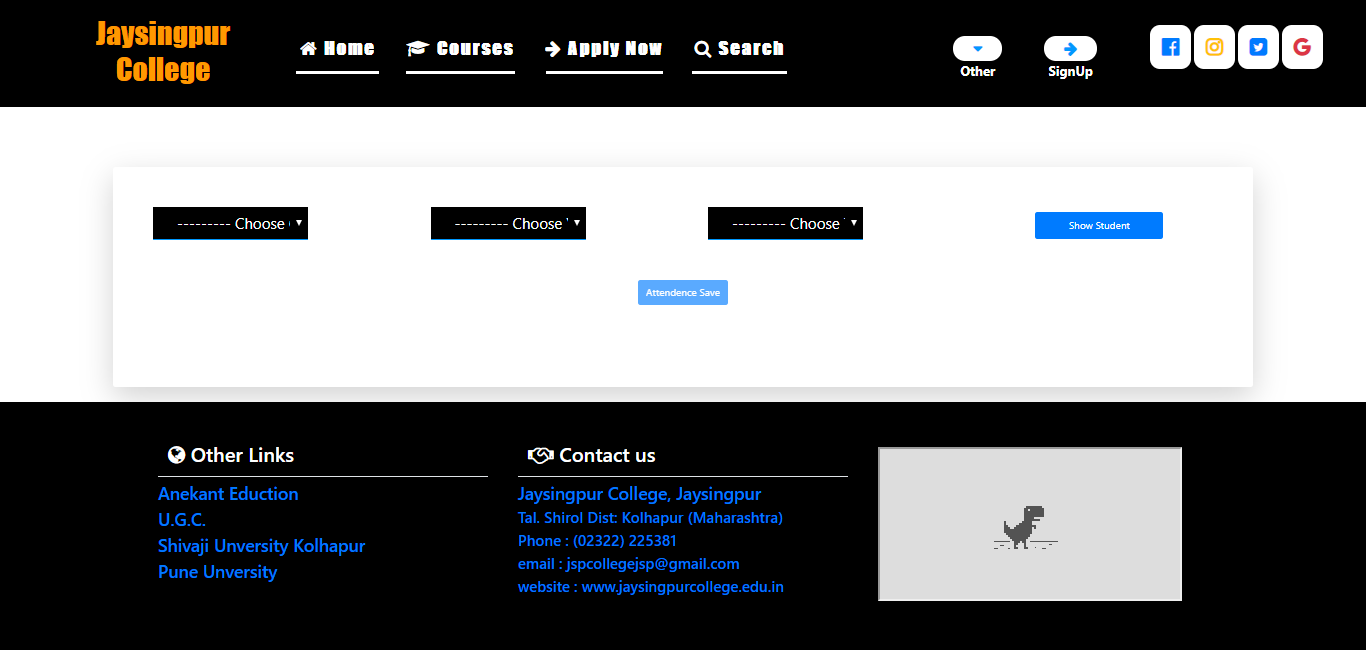 Jaysingpur
College
Home
Courses
Apply Now
Search
Other
SignUp
--------- Choose
--------- Choose
--------- Choose
Show Student
Attendence Save
Other Links
Anekant Eduction
U.G.C.
Shivaji Unversity Kolhapur
Pune Unversity
Contact us
Jaysingpur College, Jaysingpur
Tal. Shirol Dist: Kolhapur (Maharashtra)
Phone : (02322) 225381
email : jspcollegejsp@gmail.com
website : www.jaysingpurcollege.edu.in